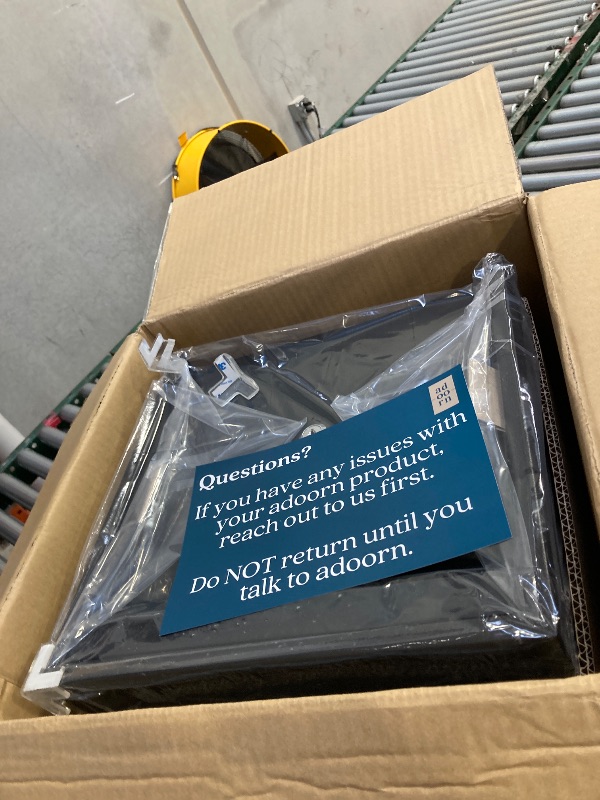 ad
oo
rn
Questions?
If you have any issues with
your adoorn product,
reach out to us first.
Do NOT return until you
talk to adoorn.